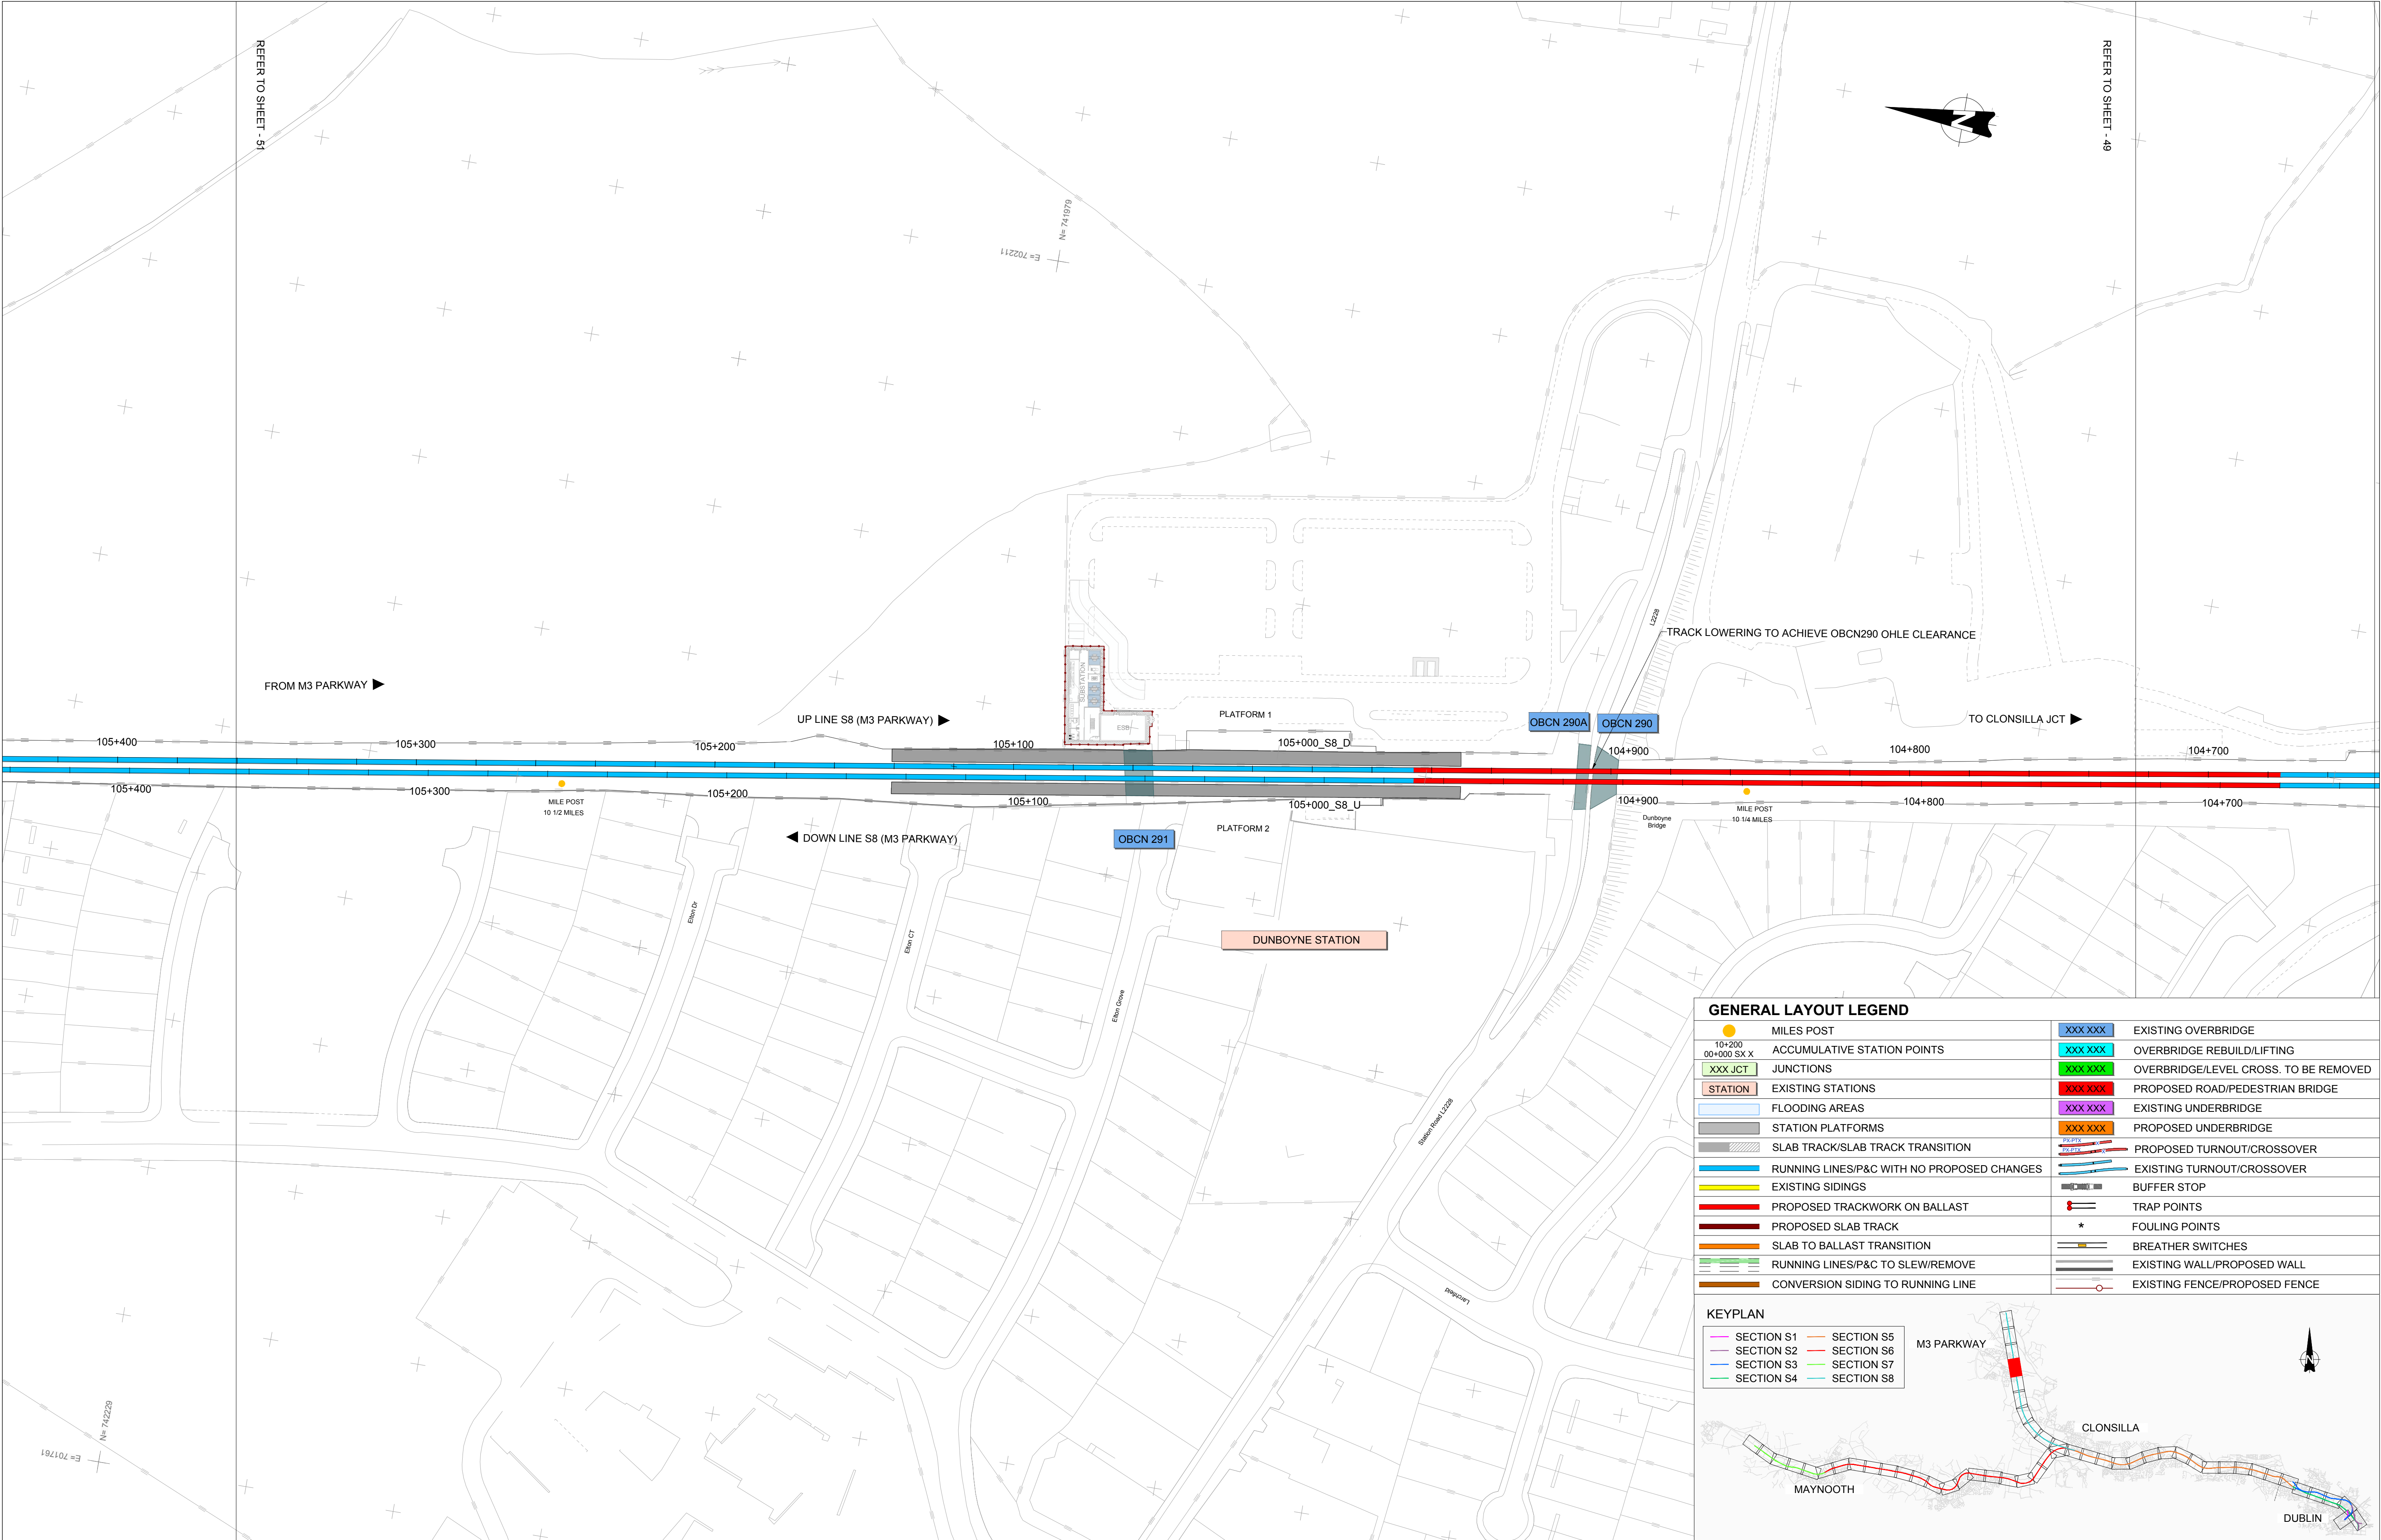 REFER TO SHEET - 51
REFER TO SHEET - 49
N
N= 741979
E= 702211
L2228
TRACK LOWERING TO ACHIEVE OBCN290 OHLE CLEARANCE
SUBSTATION
ESB
FROM M3 PARKWAY
UP LINE S8 (M3 PARKWAY)
PLATFORM 1
OBCN 290A
OBCN 290
TO CLONSILLA JCT
105+400
105+300
105+200
105+100
105+000_S8_D
104+900
104+800
104+700
105+400
105+300
105+200
105+100
105+000_S8_U
104+900
104+800
104+700
MILE POST
10 1/2 MILES
MILE POST
10 1/4 MILES
Dunboyne
Bridge
DOWN LINE S8 (M3 PARKWAY)
OBCN 291
PLATFORM 2
DUNBOYNE STATION
Elton Dr
Elton CT
Elton Grove
Station Road L2228
Larchfield
N= 742229
E= 701761
GENERAL LAYOUT LEGEND
MILES POST
10+200
00+000 SX X
ACCUMULATIVE STATION POINTS
XXX JCT
JUNCTIONS
STATION
EXISTING STATIONS
FLOODING AREAS
STATION PLATFORMS
SLAB TRACK/SLAB TRACK TRANSITION
RUNNING LINES/P&C WITH NO PROPOSED CHANGES
EXISTING SIDINGS
PROPOSED TRACKWORK ON BALLAST
PROPOSED SLAB TRACK
SLAB TO BALLAST TRANSITION
RUNNING LINES/P&C TO SLEW/REMOVE
CONVERSION SIDING TO RUNNING LINE
XXX XXX
EXISTING OVERBRIDGE
XXX XXX
OVERBRIDGE REBUILD/LIFTING
XXX XXX
OVERBRIDGE/LEVEL CROSS. TO BE REMOVED
XXX XXX
PROPOSED ROAD/PEDESTRIAN BRIDGE
XXX XXX
EXISTING UNDERBRIDGE
XXX XXX
PROPOSED UNDERBRIDGE
PX-PTX
PX-PTX
PROPOSED TURNOUT/CROSSOVER
EXISTING TURNOUT/CROSSOVER
BUFFER STOP
TRAP POINTS
*
FOULING POINTS
BREATHER SWITCHES
EXISTING WALL/PROPOSED WALL
EXISTING FENCE/PROPOSED FENCE
KEYPLAN
SECTION S1
SECTION S2
SECTION S3
SECTION S4
SECTION S5
SECTION S6
SECTION S7
SECTION S8
M3 PARKWAY
N
CLONSILLA
MAYNOOTH
DUBLIN